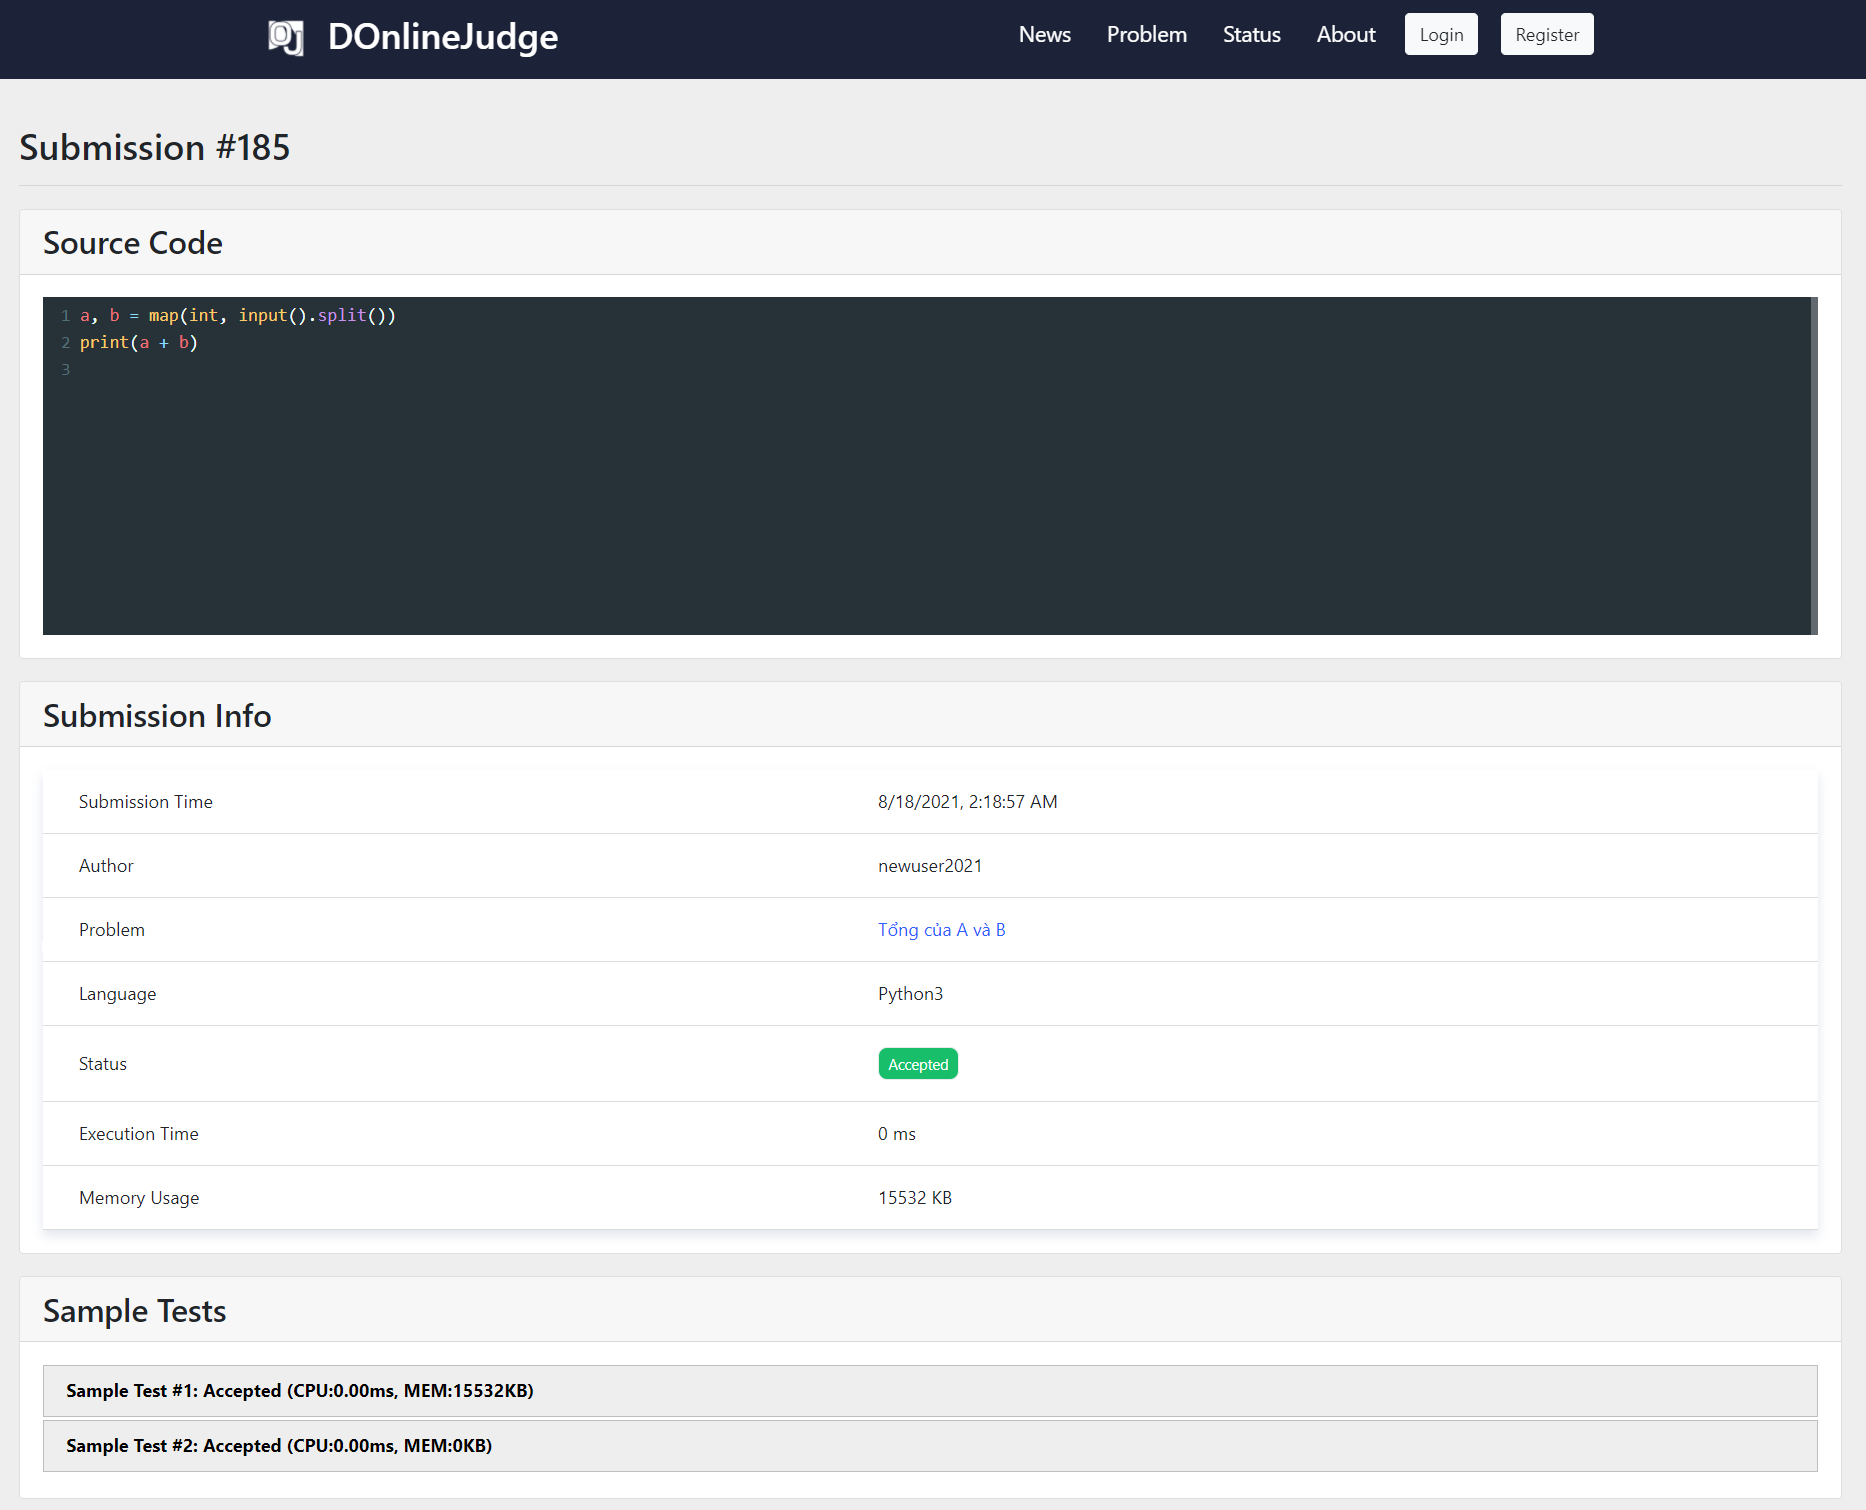 OJ DOnlineJudge News Problem Status About Login Register
Submission #185
Source Code
1 a, b = map(int, input().split())
2 print(a + b)
3
Submission Info
Submission Time 8/18/2021, 2:18:57 AM
Author newuser2021
Problem Tổng của A và B
Language Python3
Status Accepted
Execution Time 0 ms
Memory Usage 15532 KB
Sample Tests
Sample Test #1: Accepted (CPU:0.00ms, MEM:15532KB)
Sample Test #2: Accepted (CPU:0.00ms, MEM:0KB)